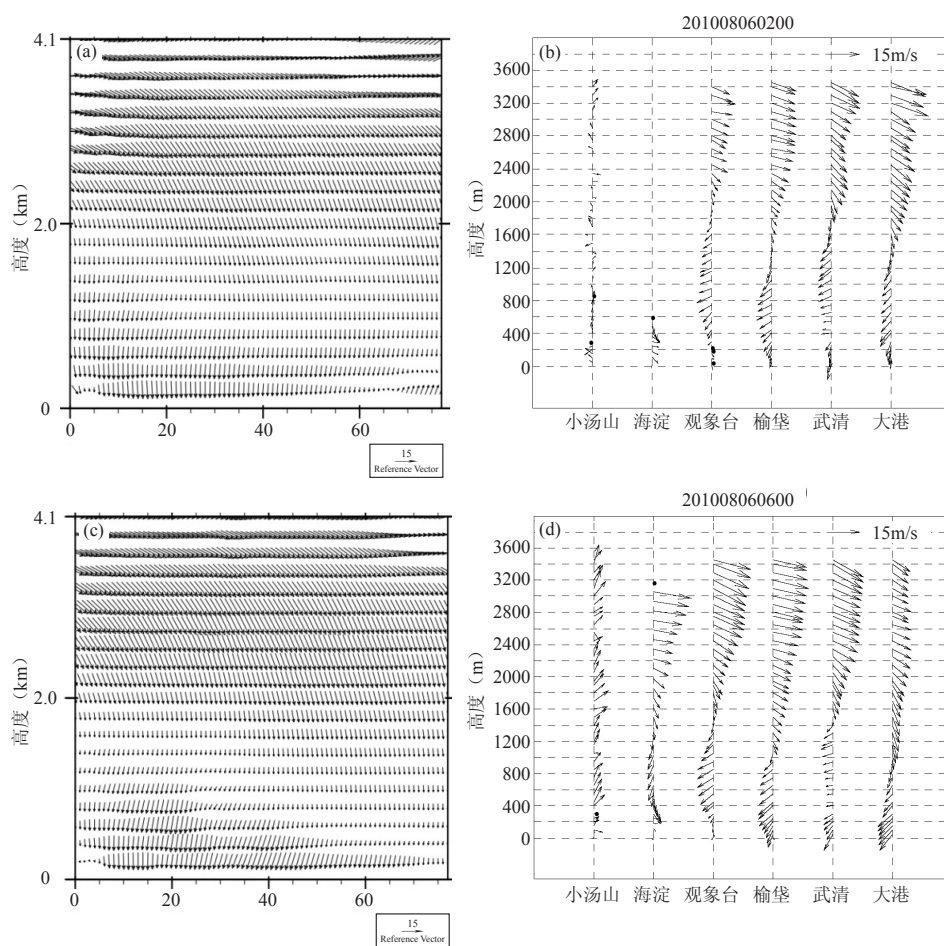 (a)
4.1
2.0
0
高度（km）
0
20
40
60
15
Reference Vector
201008060200
(b)
15m/s
3600
3200
2800
2400
2000
1600
1200
800
400
0
高度（m）
小汤山
海淀
观象台
榆垡
武清
大港
(c)
4.1
2.0
0
高度（km）
0
20
40
60
15
Reference Vector
201008060600
(d)
15m/s
3600
3200
2800
2400
2000
1600
1200
800
400
0
高度（m）
小汤山
海淀
观象台
榆垡
武清
大港